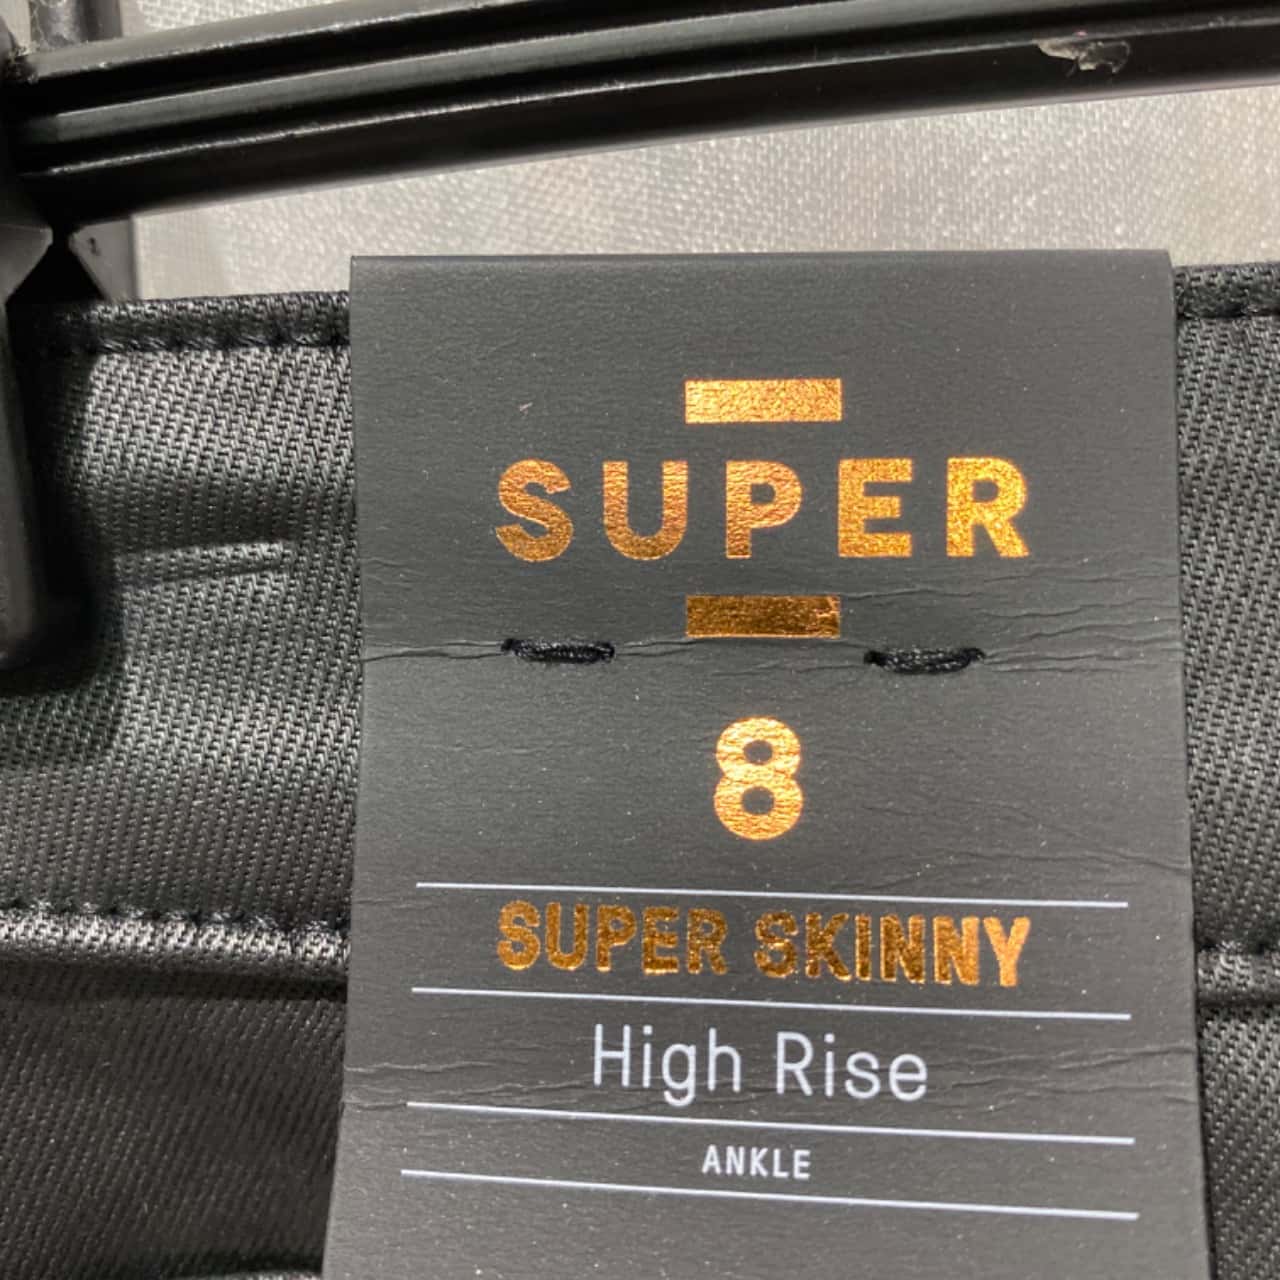 SUPER
8
SUPER SKINNY
High Rise
ANKLE